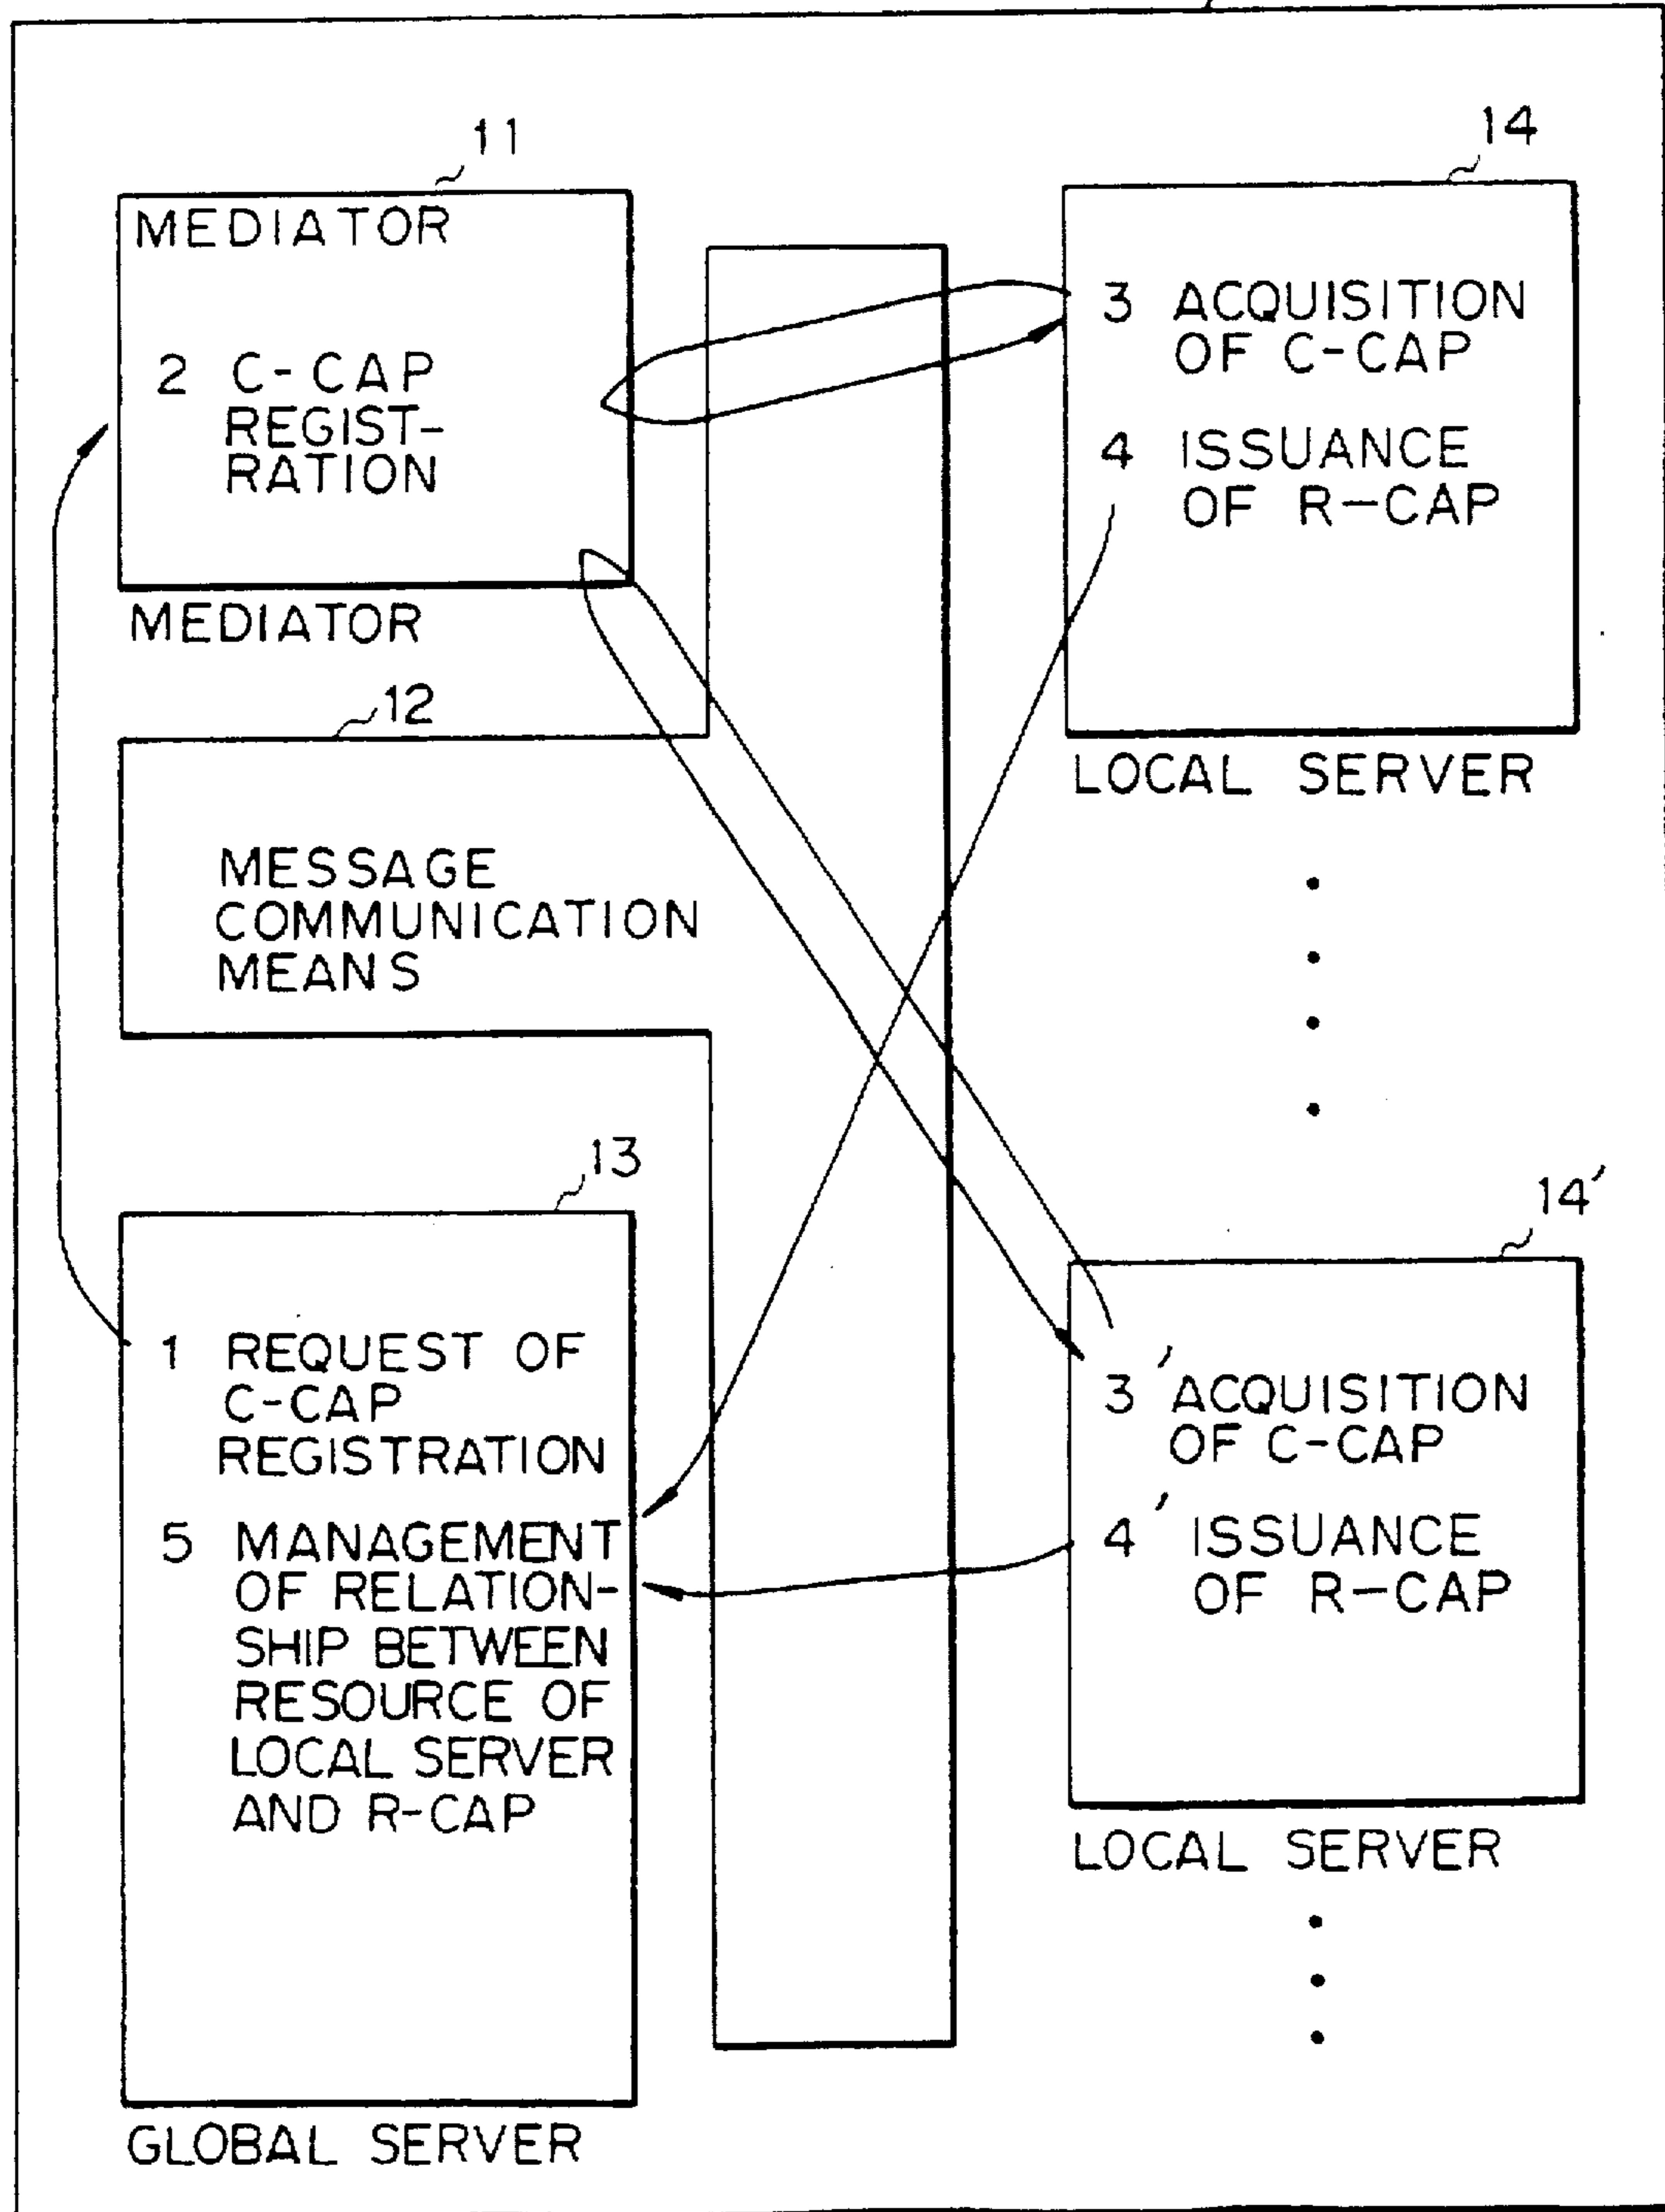 11
MEDIATOR
2 C-CAP
REGIST-
RATION
MEDIATOR
12
MESSAGE
COMMUNICATION
MEANS
13
1 REQUEST OF
C-CAP
REGISTRATION
5 MANAGEMENT
OF RELATION-
SHIP BETWEEN
RESOURCE OF
LOCAL SERVER
AND R-CAP
GLOBAL SERVER
14
3 ACQUISITION
OF C-CAP
4 ISSUANCE
OF R-CAP
LOCAL SERVER
14'
3' ACQUISITION
OF C-CAP
4' ISSUANCE
OF R-CAP
LOCAL SERVER